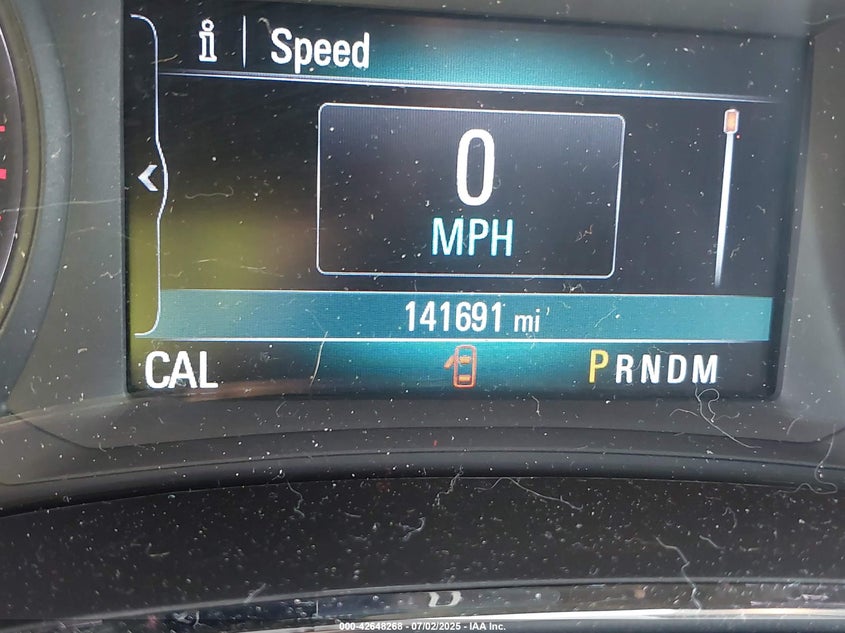 i | Speed
0
MPH
141691 mi
CAL
PRNDM
000-42648268 - 07/02/2025 - IAA Inc.